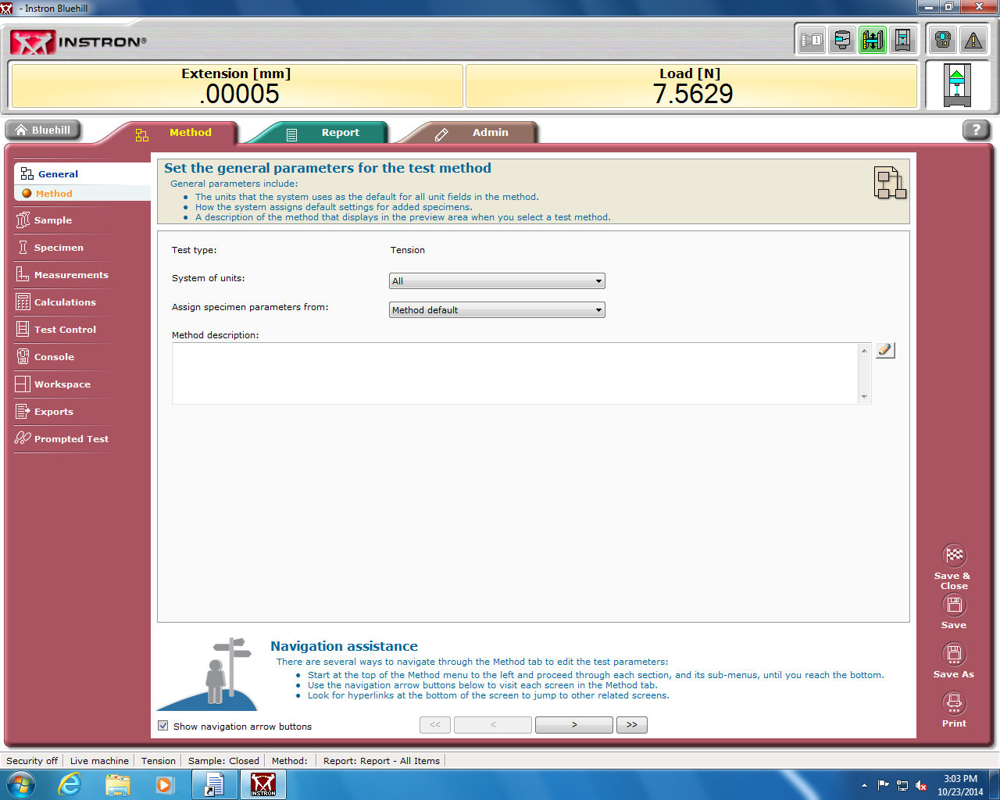 - Instron Bluehill
INSTRON®
1
Extension [mm]
.00005
Load [N]
7.5629
Bluehill
Method
Report
Admin
?
General
Method
Sample
Specimen
Measurements
Calculations
Test Control
Console
Workspace
Exports
Prompted Test
Set the general parameters for the test method
General parameters include:
• The units that the system uses as the default for all unit fields in the method.
• How the system assigns default settings for added specimens.
• A description of the method that displays in the preview area when you select a test method.
Test type: Tension
System of units: All
Assign specimen parameters from: Method default
Method description:
Save &
Close
Save
Save As
Print
Navigation assistance
There are several ways to navigate through the Method tab to edit the test parameters:
• Start at the top of the Method menu to the left and proceed through each section, and its sub-menus, until you reach the bottom.
• Use the navigation arrow buttons below to visit each screen in the Method tab.
• Look for hyperlinks at the bottom of the screen to jump to other related screens.
Show navigation arrow buttons
<< < > >>
Security off Live machine Tension Sample: Closed Method: Report: Report - All Items
INSTRON
3:03 PM
10/23/2014